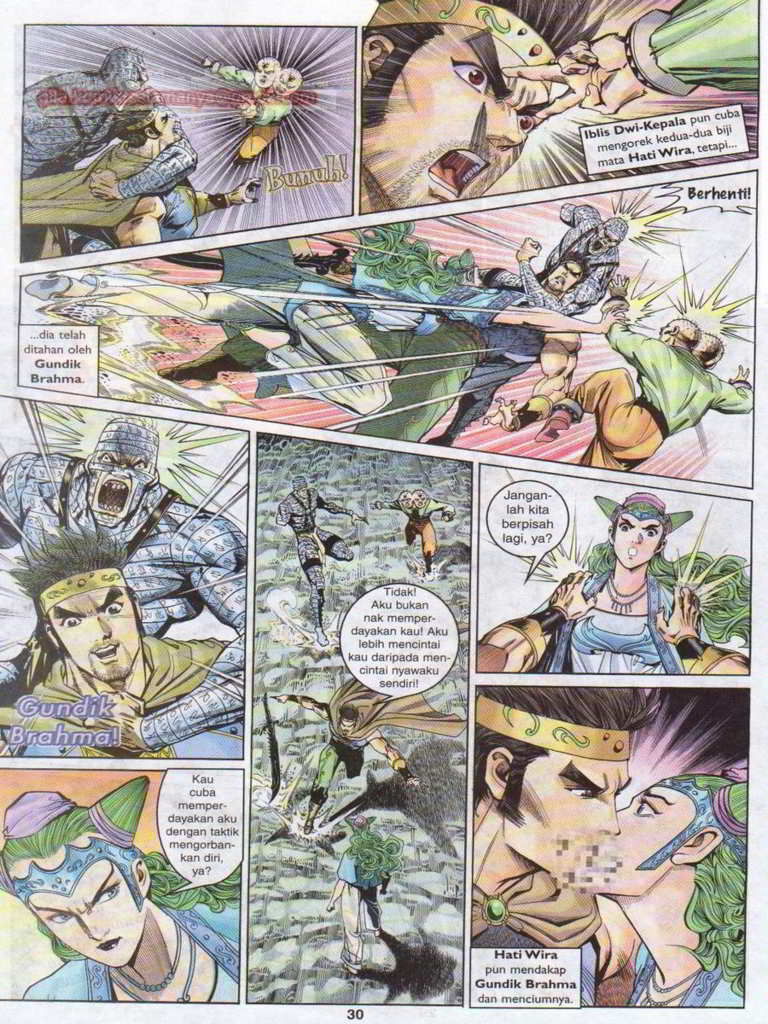 Bunuh!
Iblis Dwi-Kepala pun cuba
mengorek kedua-dua biji
mata Hati Wira, tetapi...
Berhenti!
...dia telah
ditahan oleh
Gundik
Brahma.
Gundik
Brahma!
Kau
cuba
memper-
dayakan aku
dengan taktik
mengorban-
kan diri,
ya?
Tidak!
Aku bukan
nak memper-
dayakan kau! Aku
lebih mencintai
kau daripada men-
cintai nyawaku
sendiri!
Jangan-
lah kita
berpisah
lagi, ya?
Hati Wira
pun mendakap
Gundik Brahma
dan menciumnya.
30